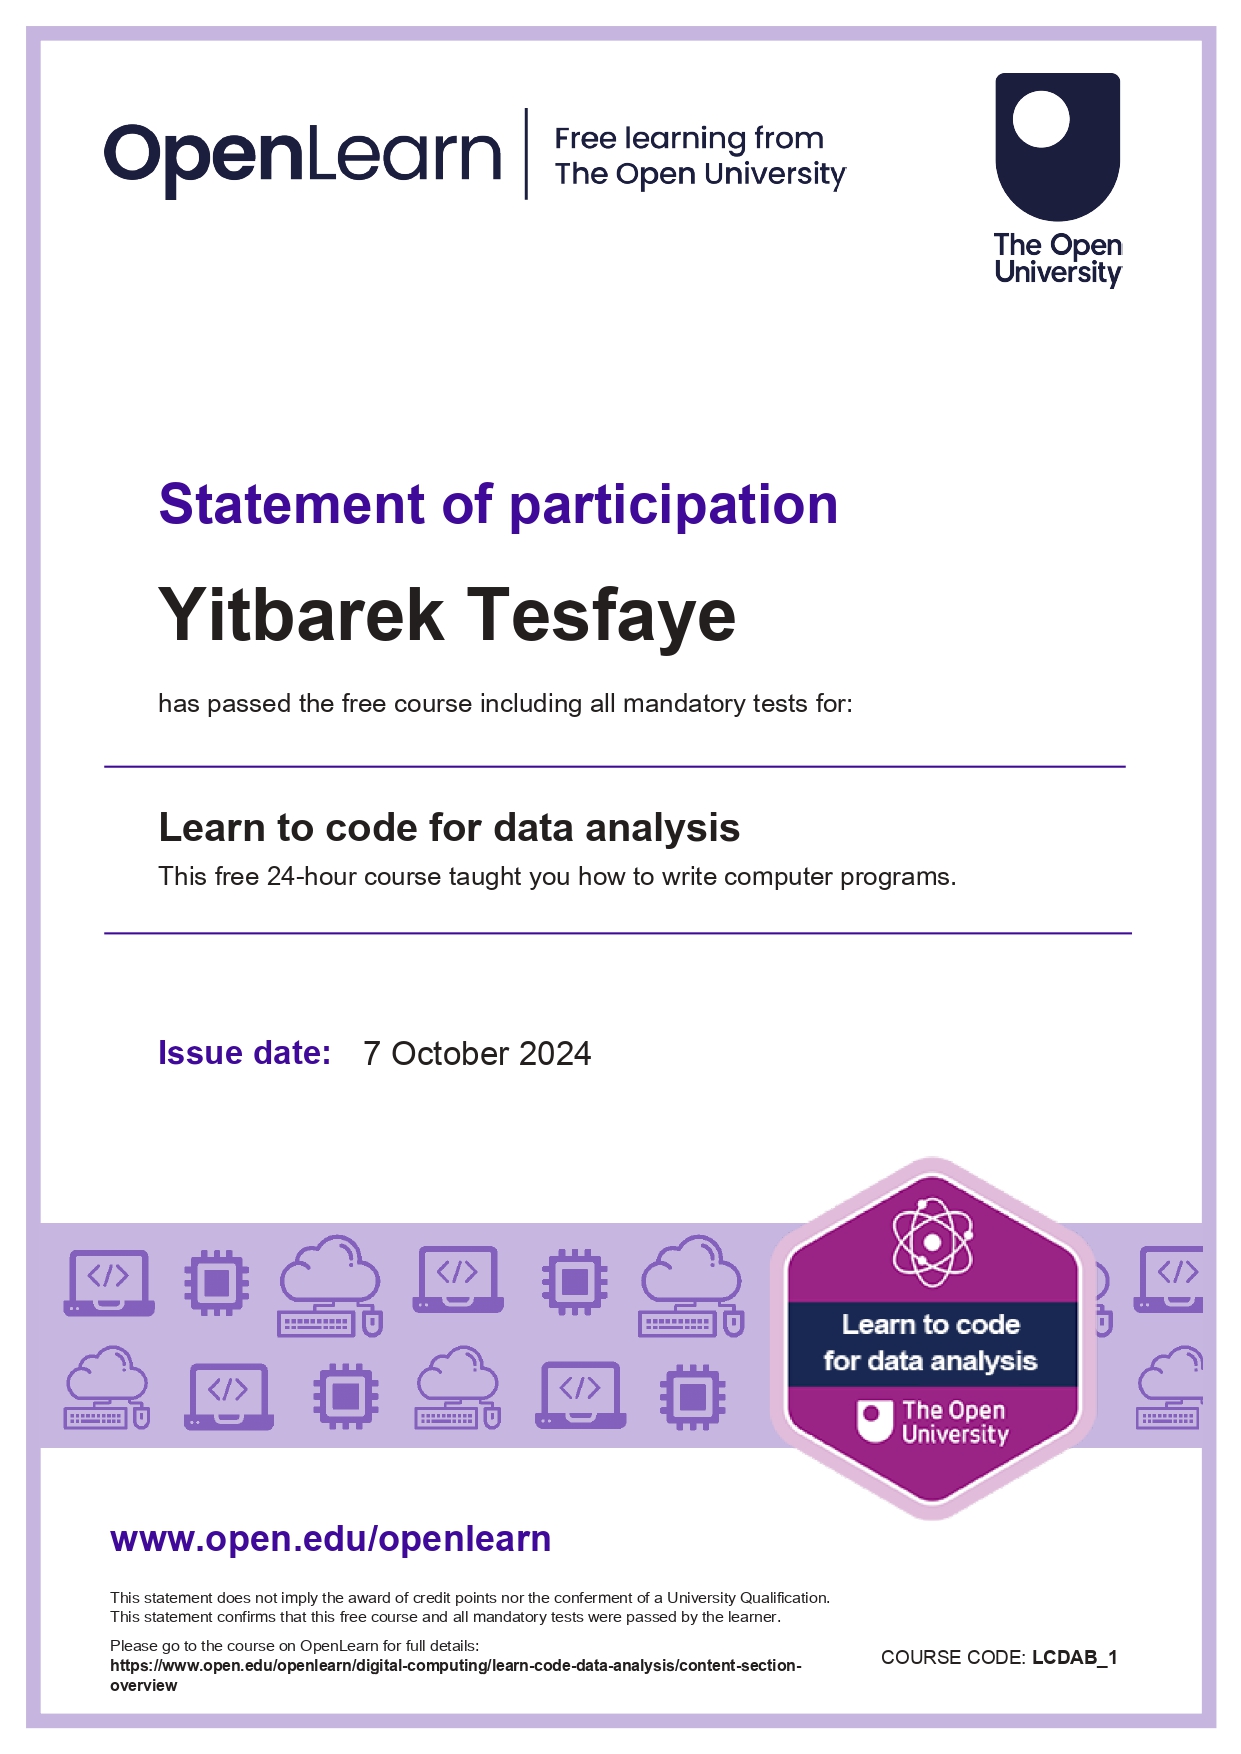 OpenLearn
Free learning from
The Open University
The Open
University
Statement of participation
Yitbarek Tesfaye
has passed the free course including all mandatory tests for:
Learn to code for data analysis
This free 24-hour course taught you how to write computer programs.
Issue date: 7 October 2024
</>
</>
</>
</>
</>
Learn to code
for data analysis
The Open
University
www.open.edu/openlearn
This statement does not imply the award of credit points nor the conferment of a University Qualification.
This statement confirms that this free course and all mandatory tests were passed by the learner.
Please go to the course on OpenLearn for full details:
https://www.open.edu/openlearn/digital-computing/learn-code-data-analysis/content-section-
overview
COURSE CODE: LCDAB_1